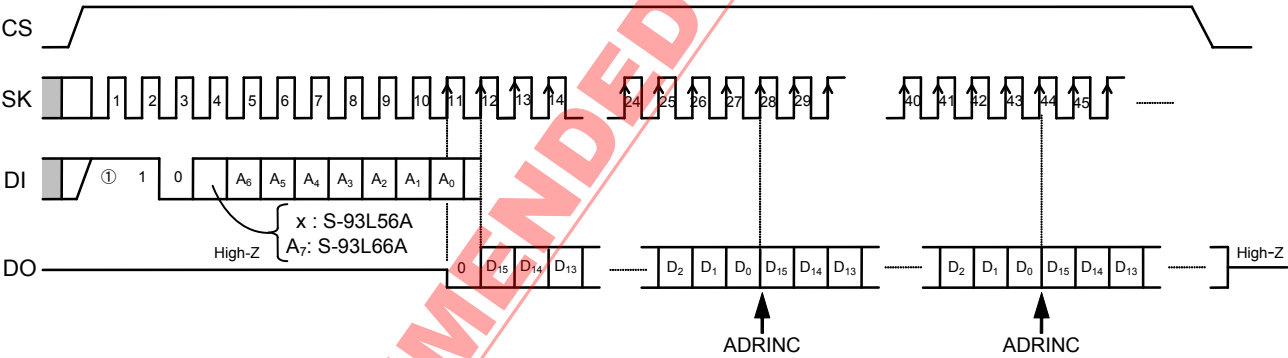 CS
SK 1 2 3 4 5 6 7 8 9 10 11 12 13 14 24 25 26 27 28 29 40 41 42 43 44 45
DI ① 1 0 A₆ A₅ A₄ A₃ A₂ A₁ A₀
x : S-93L56A
A₇: S-93L66A
High-Z
DO 0 D₁₅ D₁₄ D₁₃ D₂ D₁ D₀ D₁₅ D₁₄ D₁₃ D₂ D₁ D₀ D₁₅ D₁₄ D₁₃ High-Z
ADRINC ADRINC
MENDED